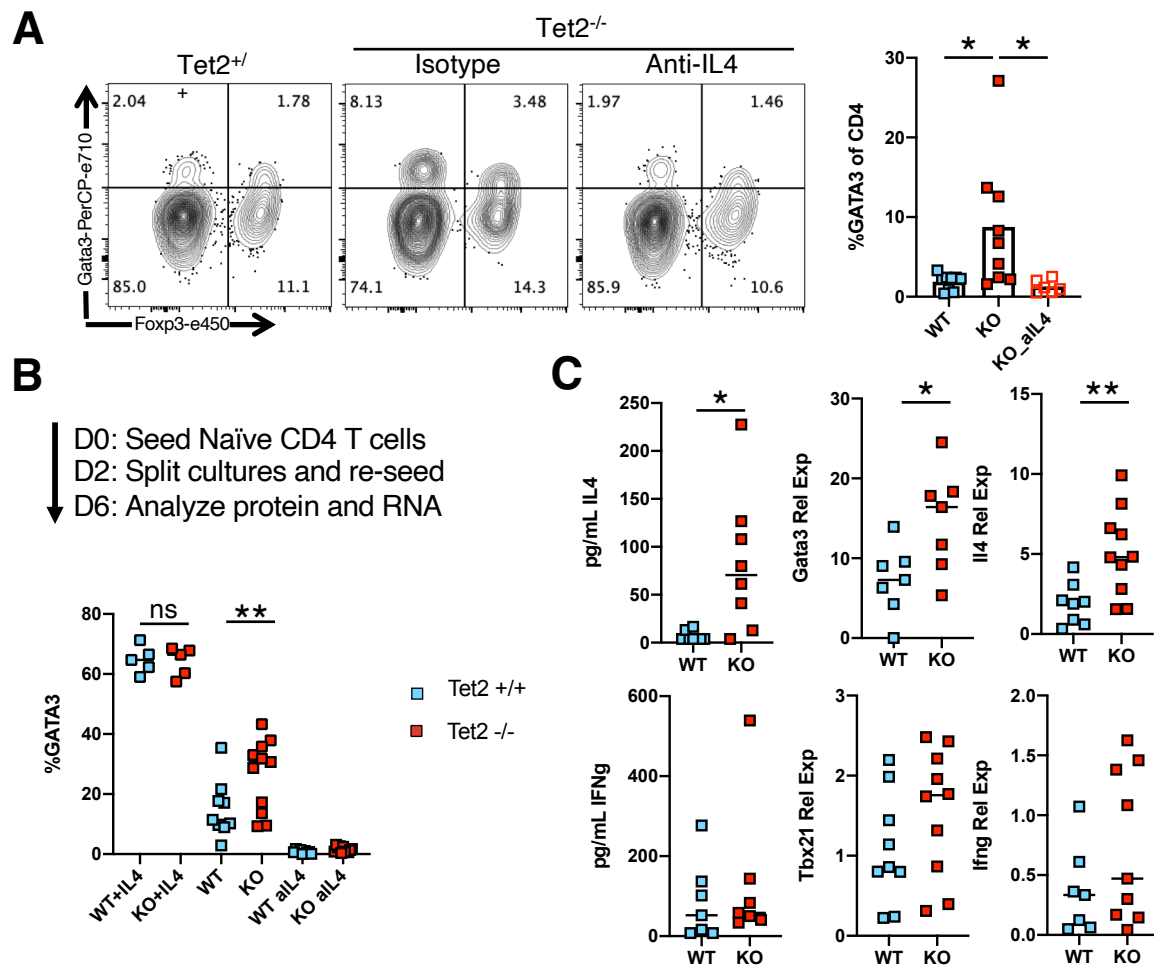 A
Tet2-/-
Tet2+/
+
Isotype
Anti-IL4
2.04
1.78
85.0
11.1
8.13
3.48
74.1
14.3
1.97
1.46
85.9
10.6
Gata3-PerCP-e710
Foxp3-e450
* *
%GATA3 of CD4
30
20
10
0
WT
KO
KO_aIL4
B
D0: Seed Naïve CD4 T cells
D2: Split cultures and re-seed
D6: Analyze protein and RNA
ns
**
%GATA3
80
60
40
20
0
WT+IL4
KO+IL4
WT
KO
WT aIL4
KO aIL4
Tet2 +/+
Tet2 -/-
C
*
pg/mL IL4
250
200
150
100
50
0
WT KO
*
Gata3 Rel Exp
30
20
10
0
WT KO
**
Il4 Rel Exp
15
10
5
0
WT KO
pg/mL IFNg
600
400
200
0
WT KO
Tbx21 Rel Exp
3
2
1
0
WT KO
Ifng Rel Exp
2.0
1.5
1.0
0.5
0.0
WT KO